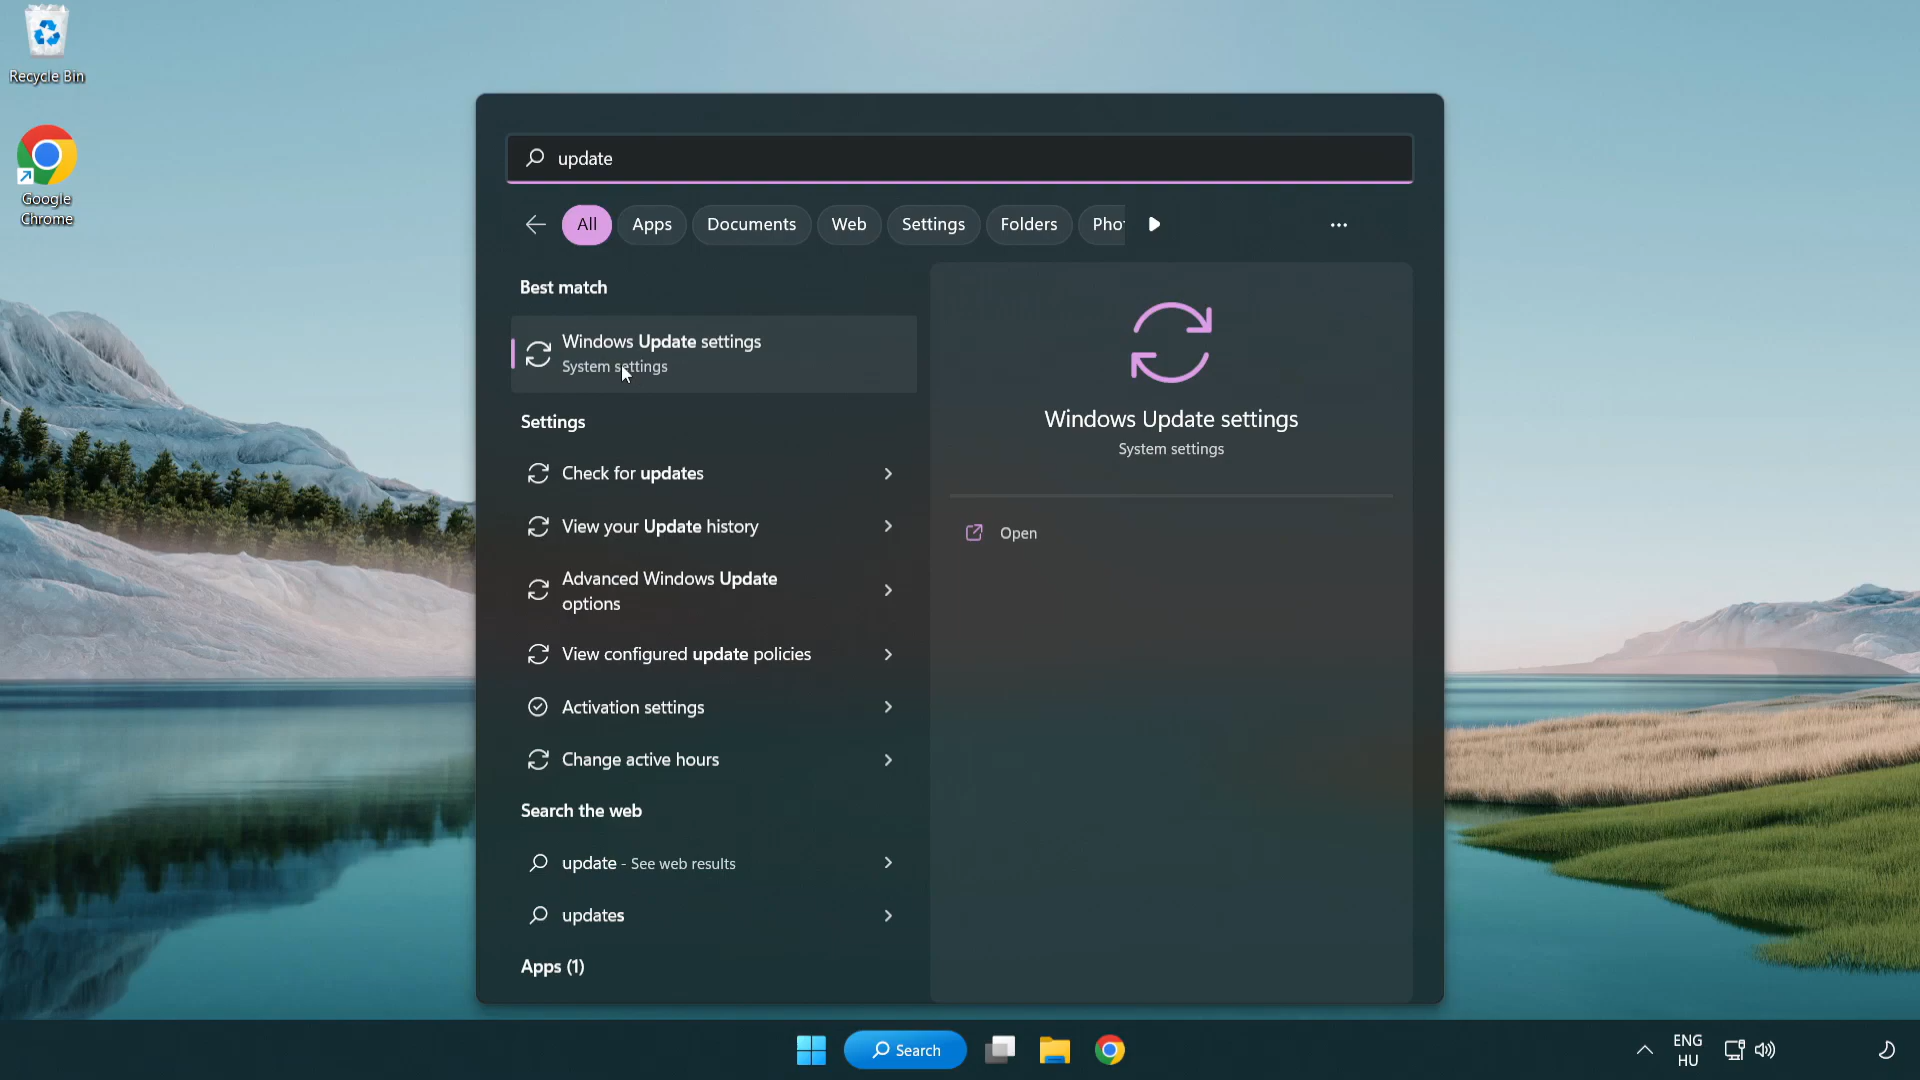 Recycle Bin
Google
Chrome
update
All
Apps
Documents
Web
Settings
Folders
Pho
Best match
Windows Update settings
System settings
Settings
Check for updates
View your Update history
Advanced Windows Update
options
View configured update policies
Activation settings
Change active hours
Search the web
update - See web results
updates
Apps (1)
Windows Update settings
System settings
Open
Search
ENG
HU